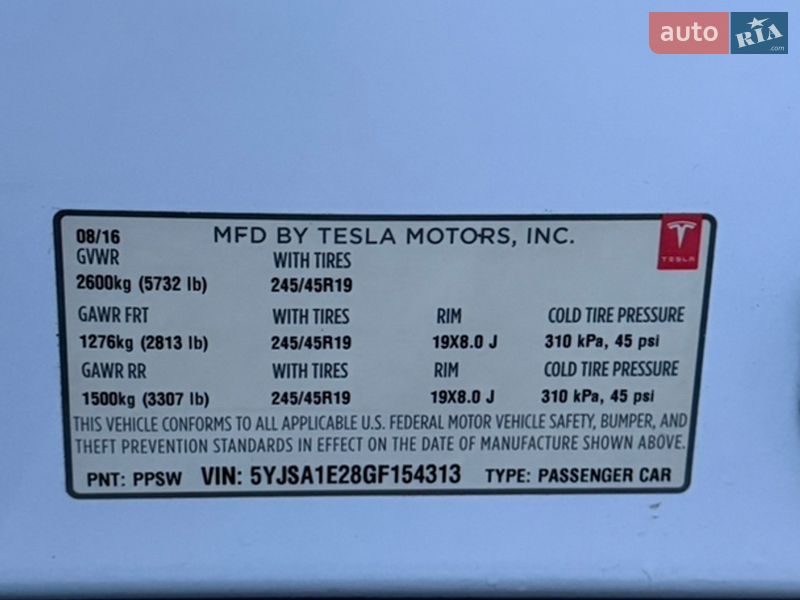 auto RIA.com
08/16 MFD BY TESLA MOTORS, INC.
TESLA
GVWR WITH TIRES
2600kg (5732 lb) 245/45R19
GAWR FRT WITH TIRES RIM COLD TIRE PRESSURE
1276kg (2813 lb) 245/45R19 19X8.0 J 310 kPa, 45 psi
GAWR RR WITH TIRES RIM COLD TIRE PRESSURE
1500kg (3307 lb) 245/45R19 19X8.0 J 310 kPa, 45 psi
THIS VEHICLE CONFORMS TO ALL APPLICABLE U.S. FEDERAL MOTOR VEHICLE SAFETY, BUMPER, AND
THEFT PREVENTION STANDARDS IN EFFECT ON THE DATE OF MANUFACTURE SHOWN ABOVE.
PNT: PPSW VIN: 5YJSA1E28GF154313 TYPE: PASSENGER CAR